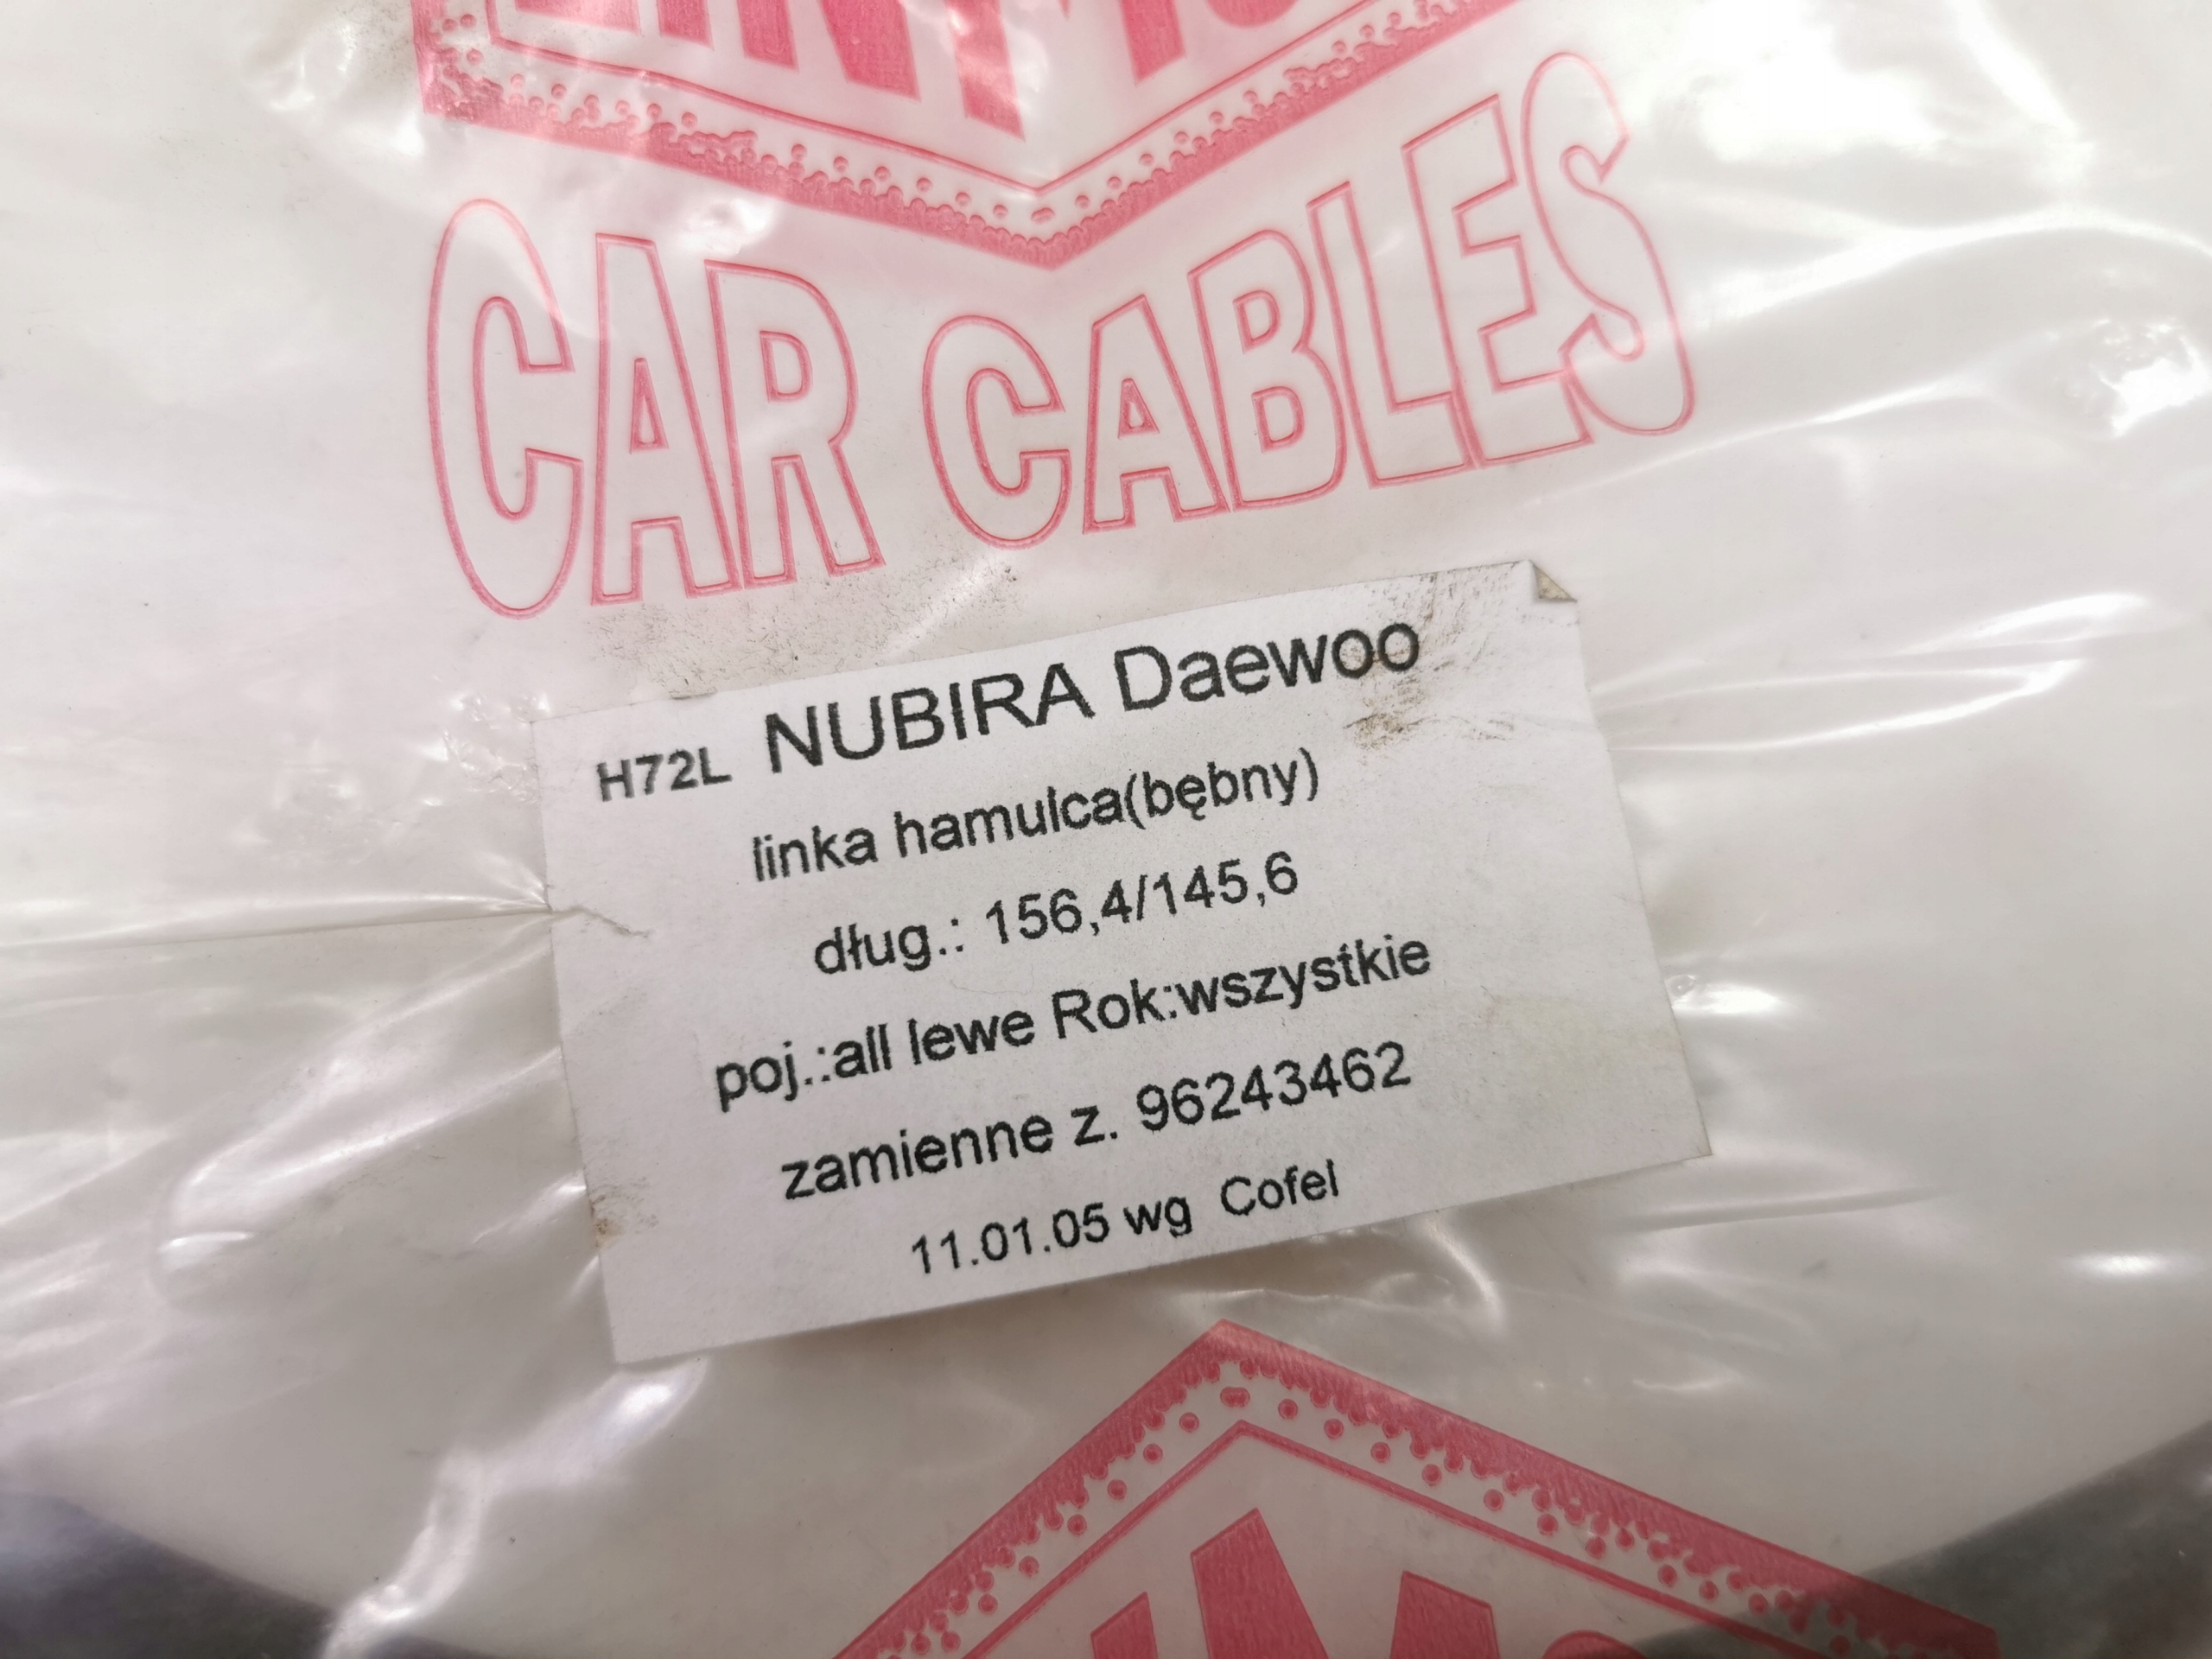 CAR CABLES
H72L NUBIRA Daewoo
linka hamulca(bębny)
dług.: 156,4/145,6
poj.:all lewe Rok:wszystkie
zamienne z. 96243462
11.01.05 wg Cofel